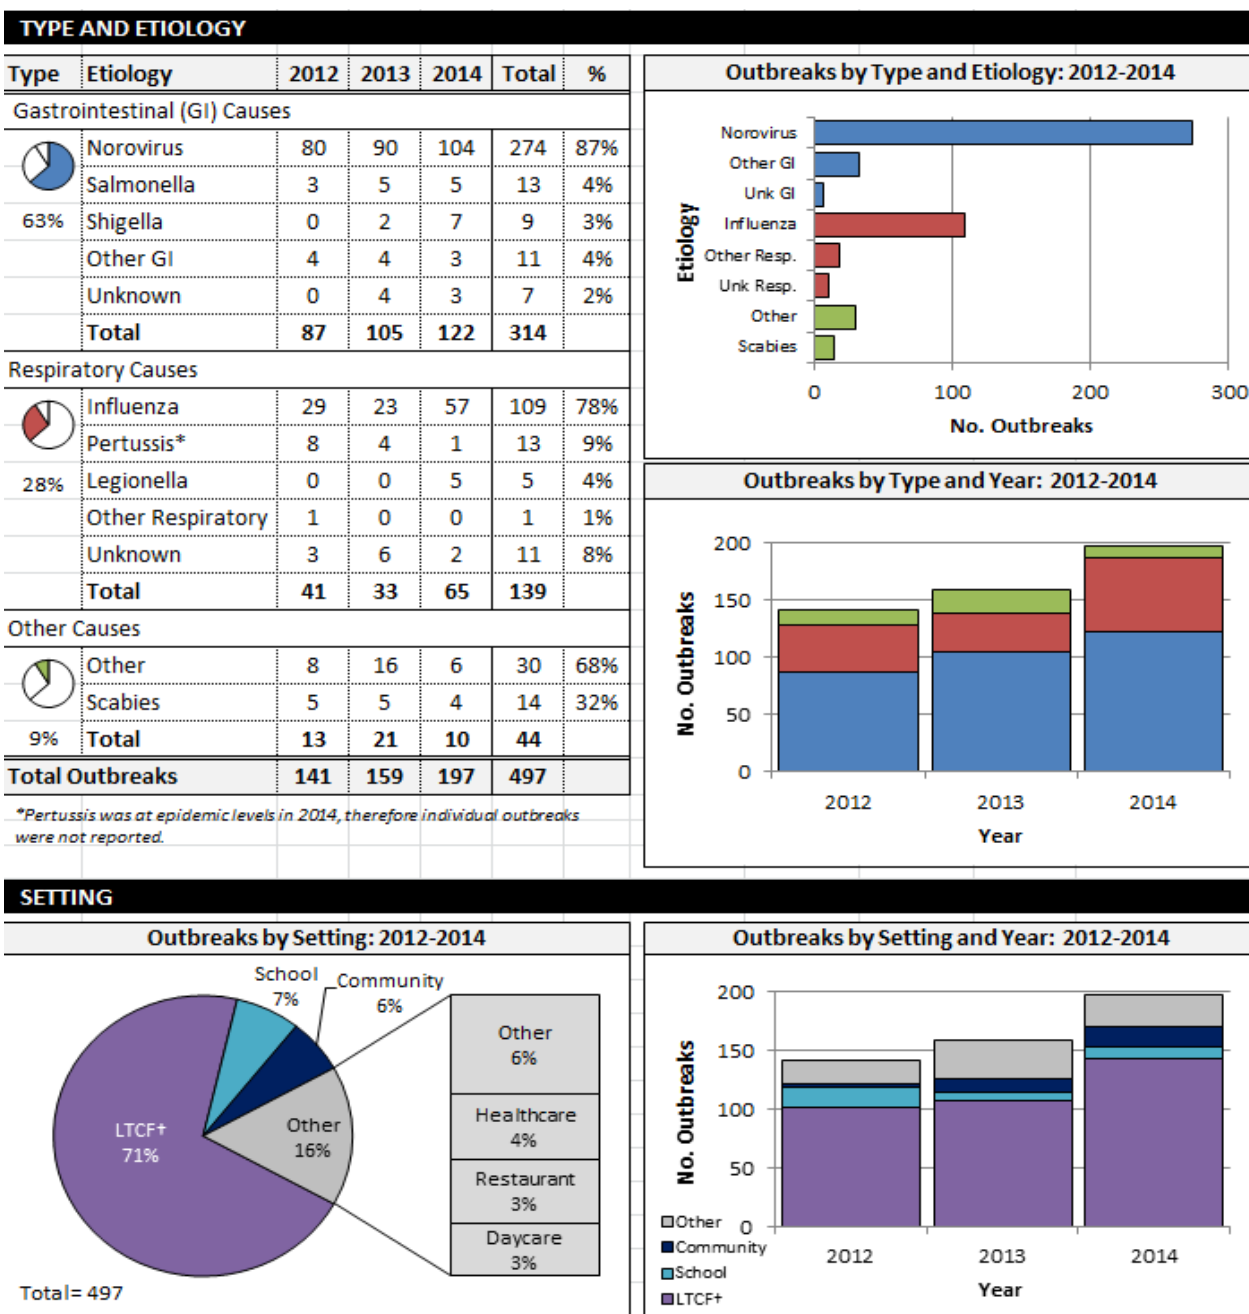 TYPE AND ETIOLOGY
Type Etiology 2012 2013 2014 Total %
Gastrointestinal (GI) Causes
Norovirus 80 90 104 274 87%
Salmonella 3 5 5 13 4%
63% Shigella 0 2 7 9 3%
Other GI 4 4 3 11 4%
Unknown 0 4 3 7 2%
Total 87 105 122 314
Respiratory Causes
Influenza 29 23 57 109 78%
Pertussis* 8 4 1 13 9%
28% Legionella 0 0 5 5 4%
Other Respiratory 1 0 0 1 1%
Unknown 3 6 2 11 8%
Total 41 33 65 139
Other Causes
Other 8 16 6 30 68%
Scabies 5 5 4 14 32%
9% Total 13 21 10 44
Total Outbreaks 141 159 197 497
*Pertussis was at epidemic levels in 2014, therefore individual outbreaks
were not reported.
Outbreaks by Type and Etiology: 2012-2014
Etiology
Norovirus
Other GI
Unk GI
Influenza
Other Resp.
Unk Resp.
Other
Scabies
0 100 200 300
No. Outbreaks
Outbreaks by Type and Year: 2012-2014
No. Outbreaks
200
150
100
50
0
2012 2013 2014
Year
SETTING
Outbreaks by Setting: 2012-2014
School
7%
Community
6%
LTCF†
71%
Other
16%
Other
6%
Healthcare
4%
Restaurant
3%
Daycare
3%
Total= 497
Outbreaks by Setting and Year: 2012-2014
No. Outbreaks
200
150
100
50
0
2012 2013 2014
Year
Other
Community
School
LTCF†